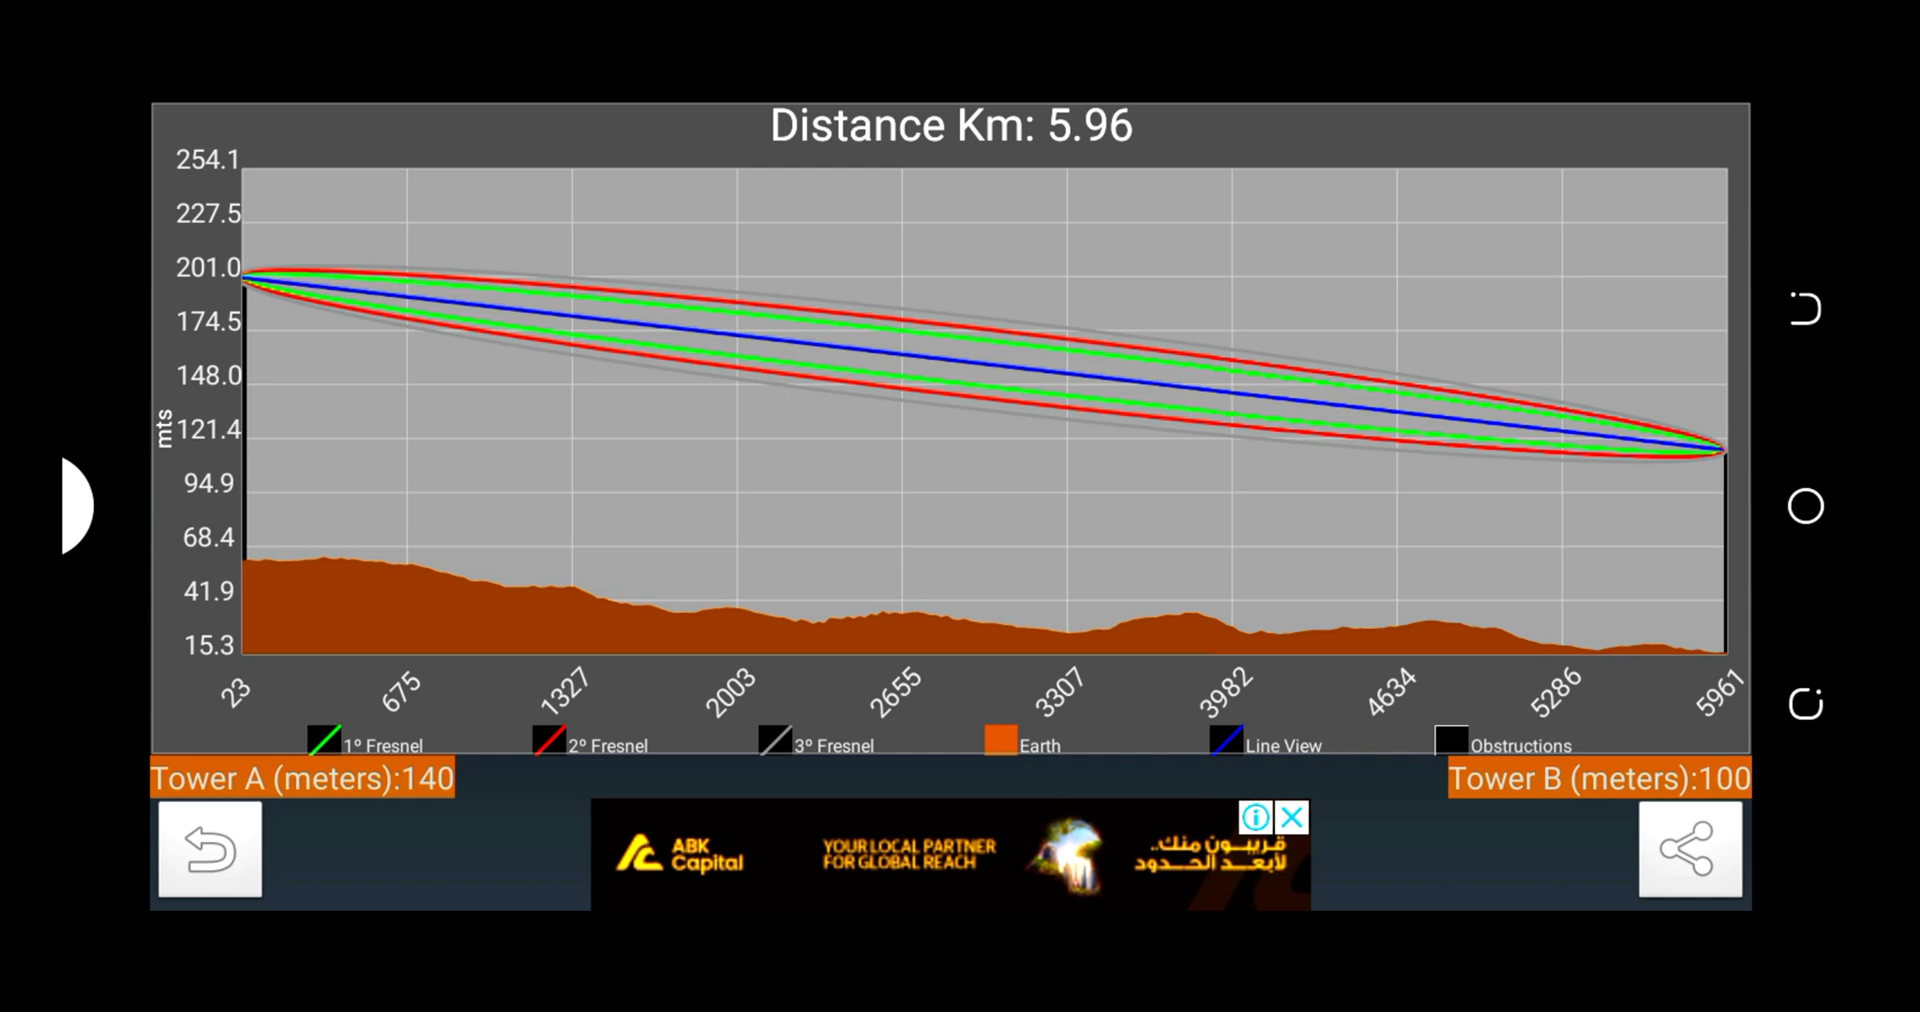 Distance Km: 5.96
254.1
227.5
201.0
174.5
148.0
121.4
94.9
68.4
41.9
15.3
mts
23
675
1327
2003
2655
3307
3982
4634
5286
5961
1º Fresnel
2º Fresnel
3º Fresnel
Earth
Line View
Obstructions
Tower A (meters):140
Tower B (meters):100
ABK
Capital
YOUR LOCAL PARTNER
FOR GLOBAL REACH
قريبون منك..
لأبعد الحدود